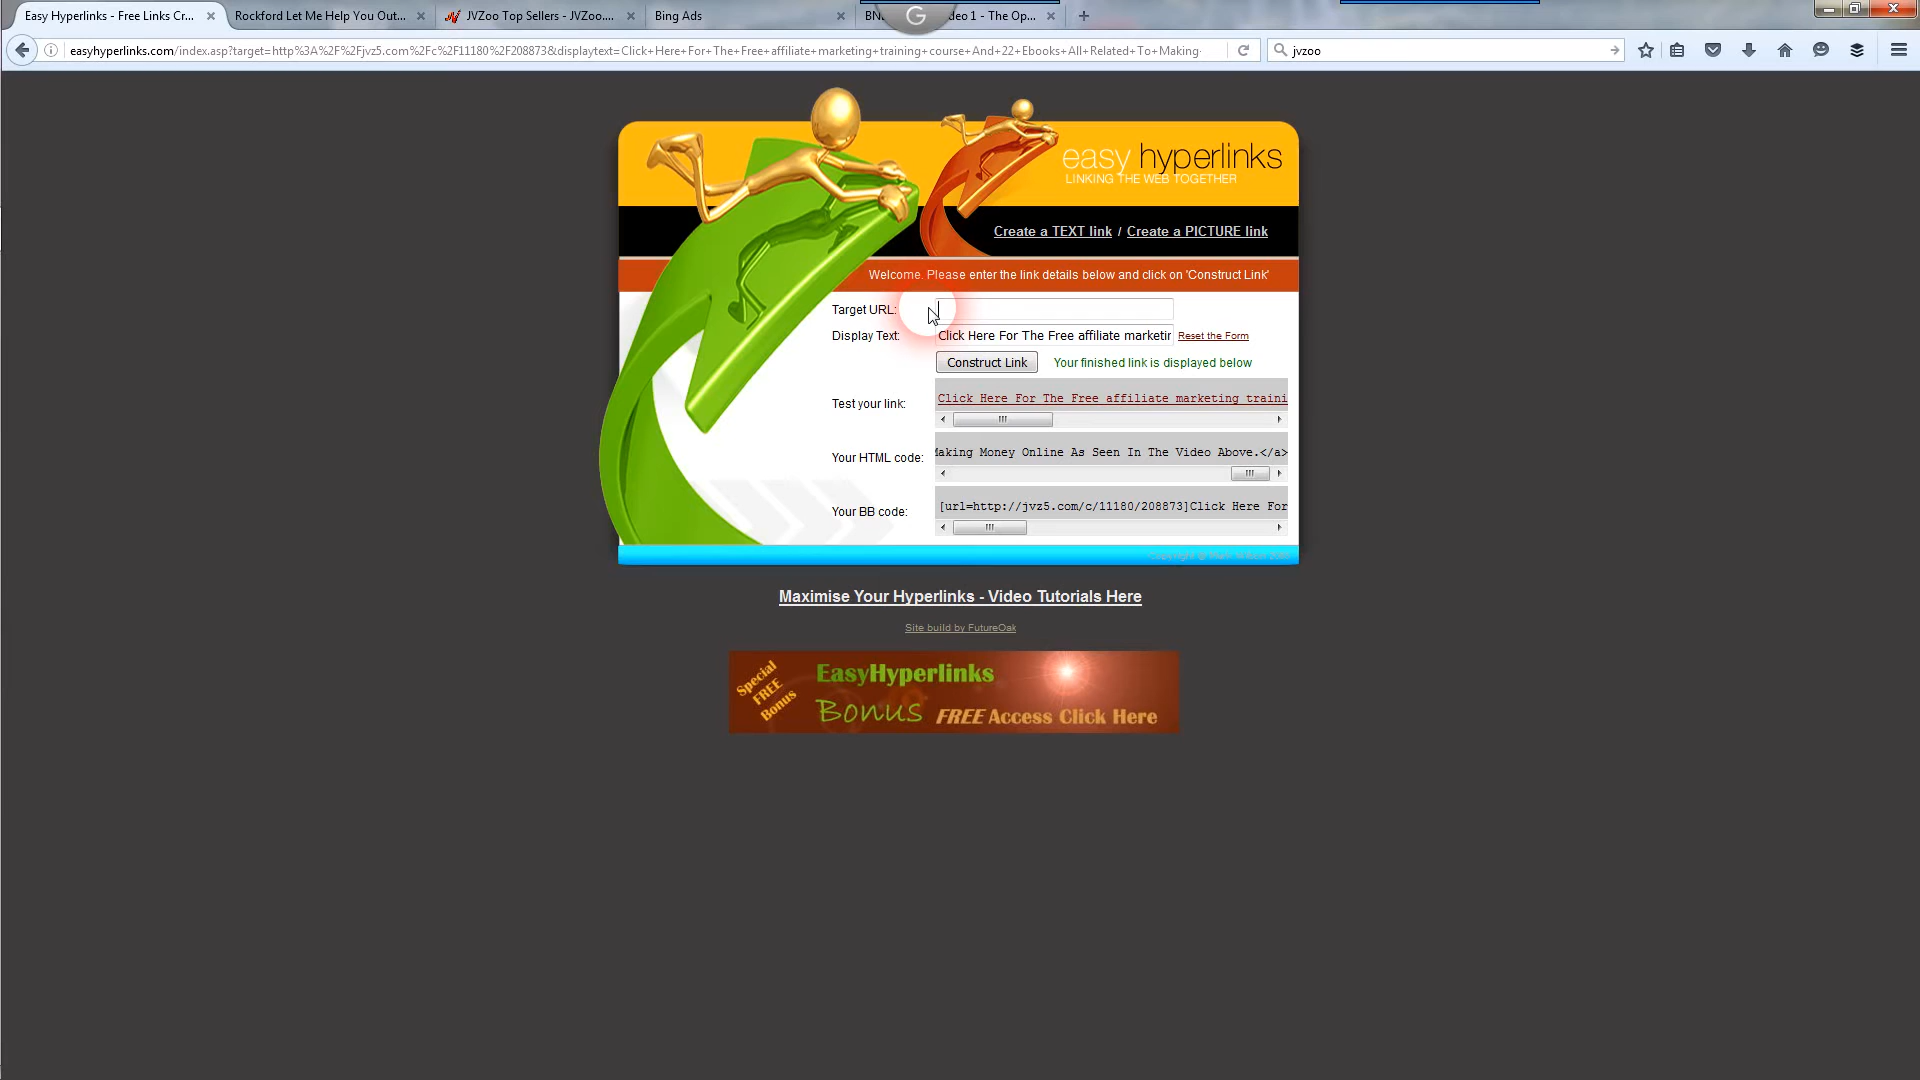 Easy Hyperlinks - Free Links Cr...
Rockford Let Me Help You Out...
JVZoo Top Sellers - JVZoo....
Bing Ads
BN
eo 1 - The Op...
easyhyperlinks.com/index.asp?target=http%3A%2F%2Fjvz5.com%2Fc%2F11180%2F208873&displaytext=Click+Here+For+The+Free+affiliate+marketing+training+course+And+22+Ebooks+All+Related+To+Making-
jvzoo
easy hyperlinks
LINKING THE WEB TOGETHER
Create a TEXT link / Create a PICTURE link
Welcome. Please enter the link details below and click on 'Construct Link'
Target URL:
Display Text: Click Here For The Free affiliate marketin Reset the Form
Construct Link Your finished link is displayed below
Test your link: Click Here For The Free affiliate marketing traini
Your HTML code: Making Money Online As Seen In The Video Above.</a>
Your BB code: [url=http://jvz5.com/c/11180/208873]Click Here For
Maximise Your Hyperlinks - Video Tutorials Here
Site build by FutureOak
Special FREE Bonus
EasyHyperlinks
Bonus FREE Access Click Here